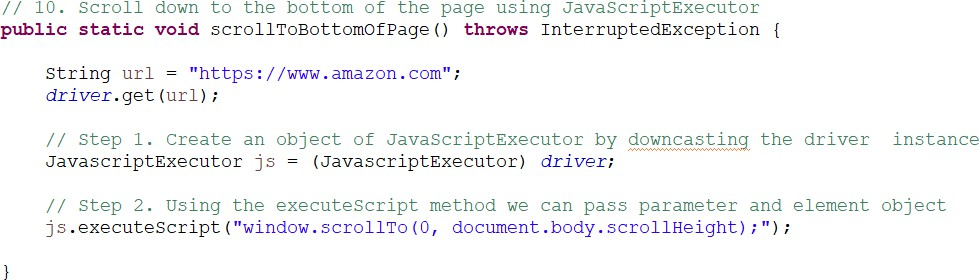 // 10. Scroll down to the bottom of the page using JavaScriptExecutor
public static void scrollToBottomOfPage() throws InterruptedException {
String url = "https://www.amazon.com";
driver.get(url);
// Step 1. Create an object of JavaScriptExecutor by downcasting the driver  instance
JavascriptExecutor js = (JavascriptExecutor) driver;
// Step 2. Using the executeScript method we can pass parameter and element object
js.executeScript("window.scrollTo(0, document.body.scrollHeight);");
}